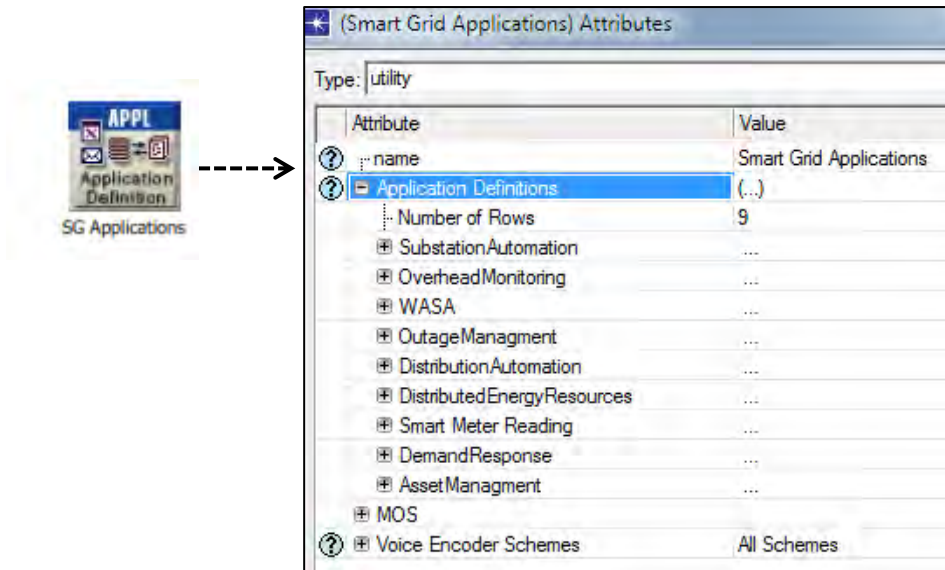 APPL
Application
Definition
SG Applications
(Smart Grid Applications) Attributes
Type: utility
Attribute Value
name Smart Grid Applications
Application Definitions (...)
Number of Rows 9
SubstationAutomation ...
OverheadMonitoring ...
WASA ...
OutageManagment ...
DistributionAutomation ...
DistributedEnergyResources ...
Smart Meter Reading ...
DemandResponse ...
AssetManagment ...
MOS
Voice Encoder Schemes All Schemes